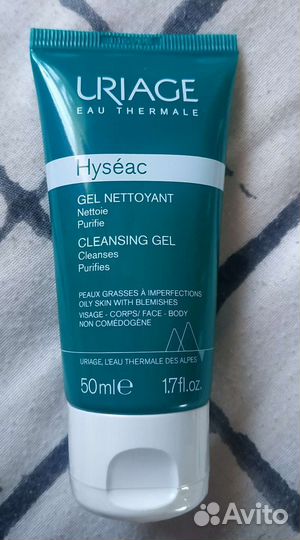 URIAGE
EAU THERMALE
Hyséac
GEL NETTOYANT
Nettoie
Purifie
CLEANSING GEL
Cleanses
Purifies
PEAUX GRASSES À IMPERFECTIONS
OILY SKIN WITH BLEMISHES
VISAGE - CORPS/ FACE - BODY
NON COMÉDOGÈNE
URIAGE, L'EAU THERMALE DES ALPES
50ml℮ 1.7fl.oz.
Avito